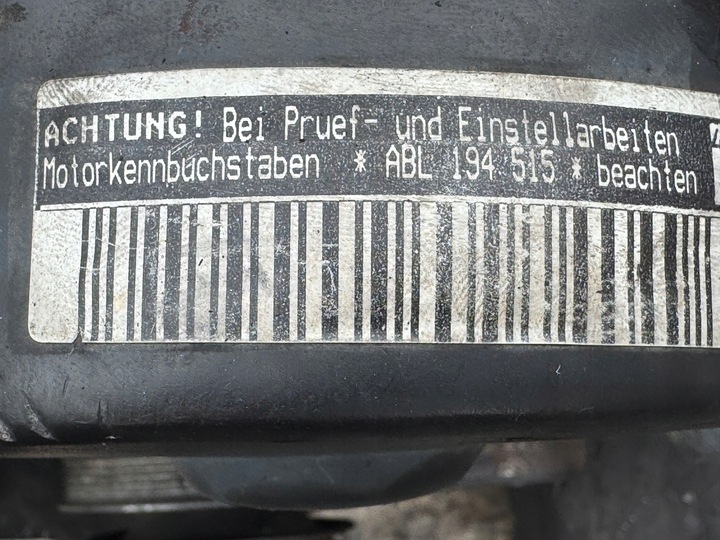 ACHTUNG! Bei Pruef- und Einstellarbeiten
Motorkennbuchstaben * ABL 194 515 * beachten